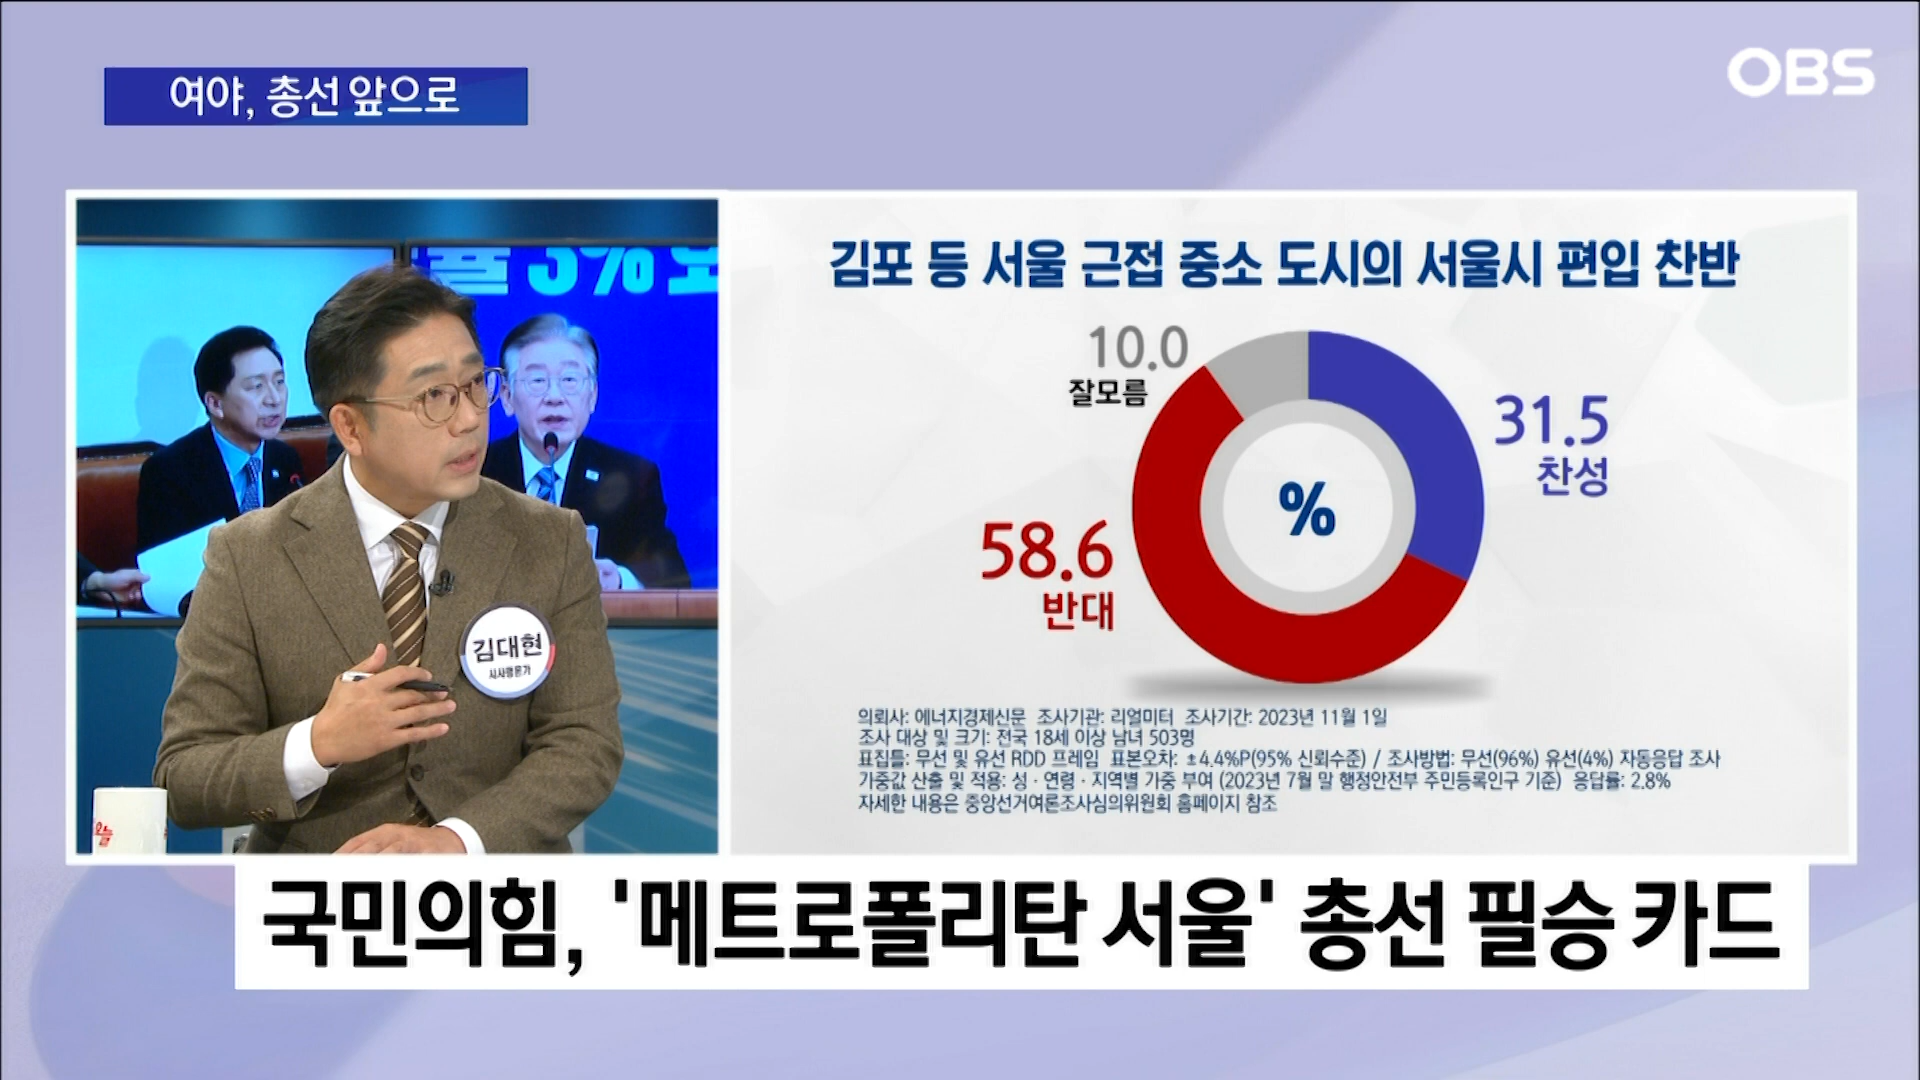 여야, 총선 앞으로
OBS
김포 등 서울 근접 중소 도시의 서울시 편입 찬반
10.0
잘모름
31.5
찬성
%
58.6
반대
김대현
시사평론가
의뢰사: 에너지경제신문 조사기관: 리얼미터 조사기간: 2023년 11월 1일
조사 대상 및 크기: 전국 18세 이상 남녀 503명
표집틀: 무선 및 유선 RDD 프레임 표본오차: ±4.4%P(95% 신뢰수준) / 조사방법: 무선(96%) 유선(4%) 자동응답 조사
가중값 산출 및 적용: 성·연령·지역별 가중 부여 (2023년 7월 말 행정안전부 주민등록인구 기준) 응답률: 2.8%
자세한 내용은 중앙선거여론조사심의위원회 홈페이지 참조
국민의힘, '메트로폴리탄 서울' 총선 필승 카드